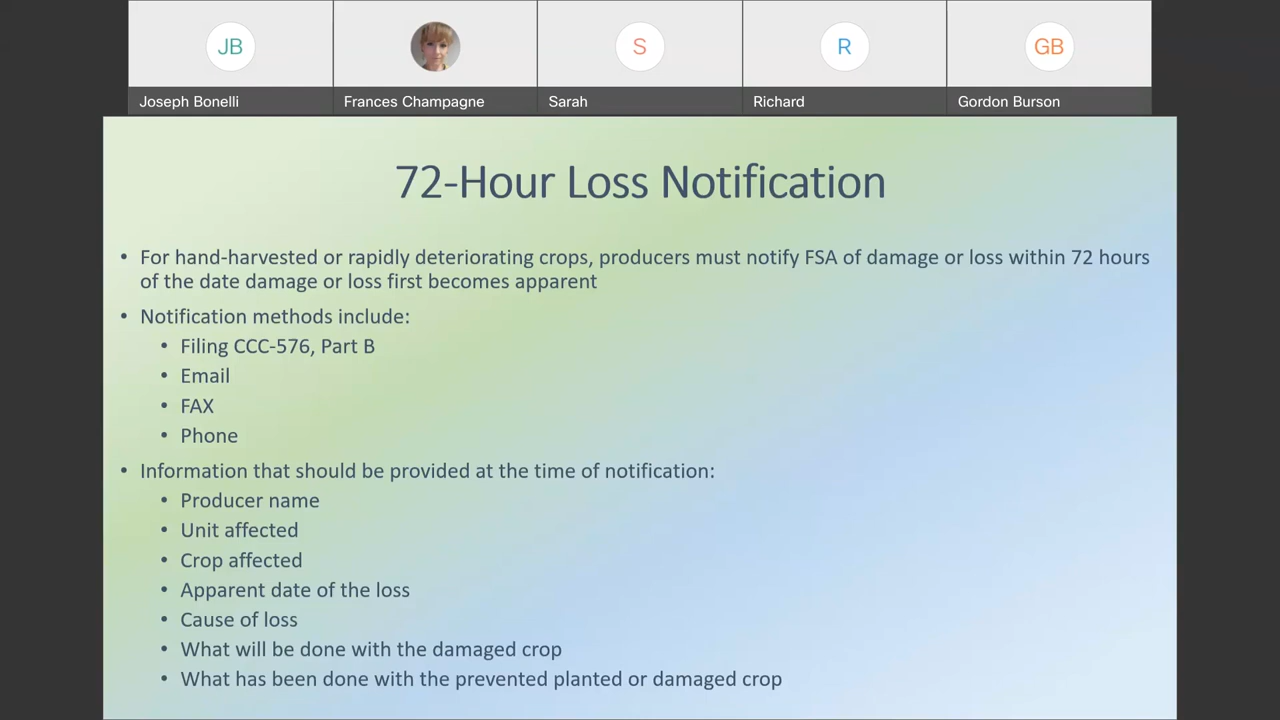 JB
S
R
GB
Joseph Bonelli
Frances Champagne
Sarah
Richard
Gordon Burson
72-Hour Loss Notification
• For hand-harvested or rapidly deteriorating crops, producers must notify FSA of damage or loss within 72 hours
of the date damage or loss first becomes apparent
• Notification methods include:
• Filing CCC-576, Part B
• Email
• FAX
• Phone
• Information that should be provided at the time of notification:
• Producer name
• Unit affected
• Crop affected
• Apparent date of the loss
• Cause of loss
• What will be done with the damaged crop
• What has been done with the prevented planted or damaged crop